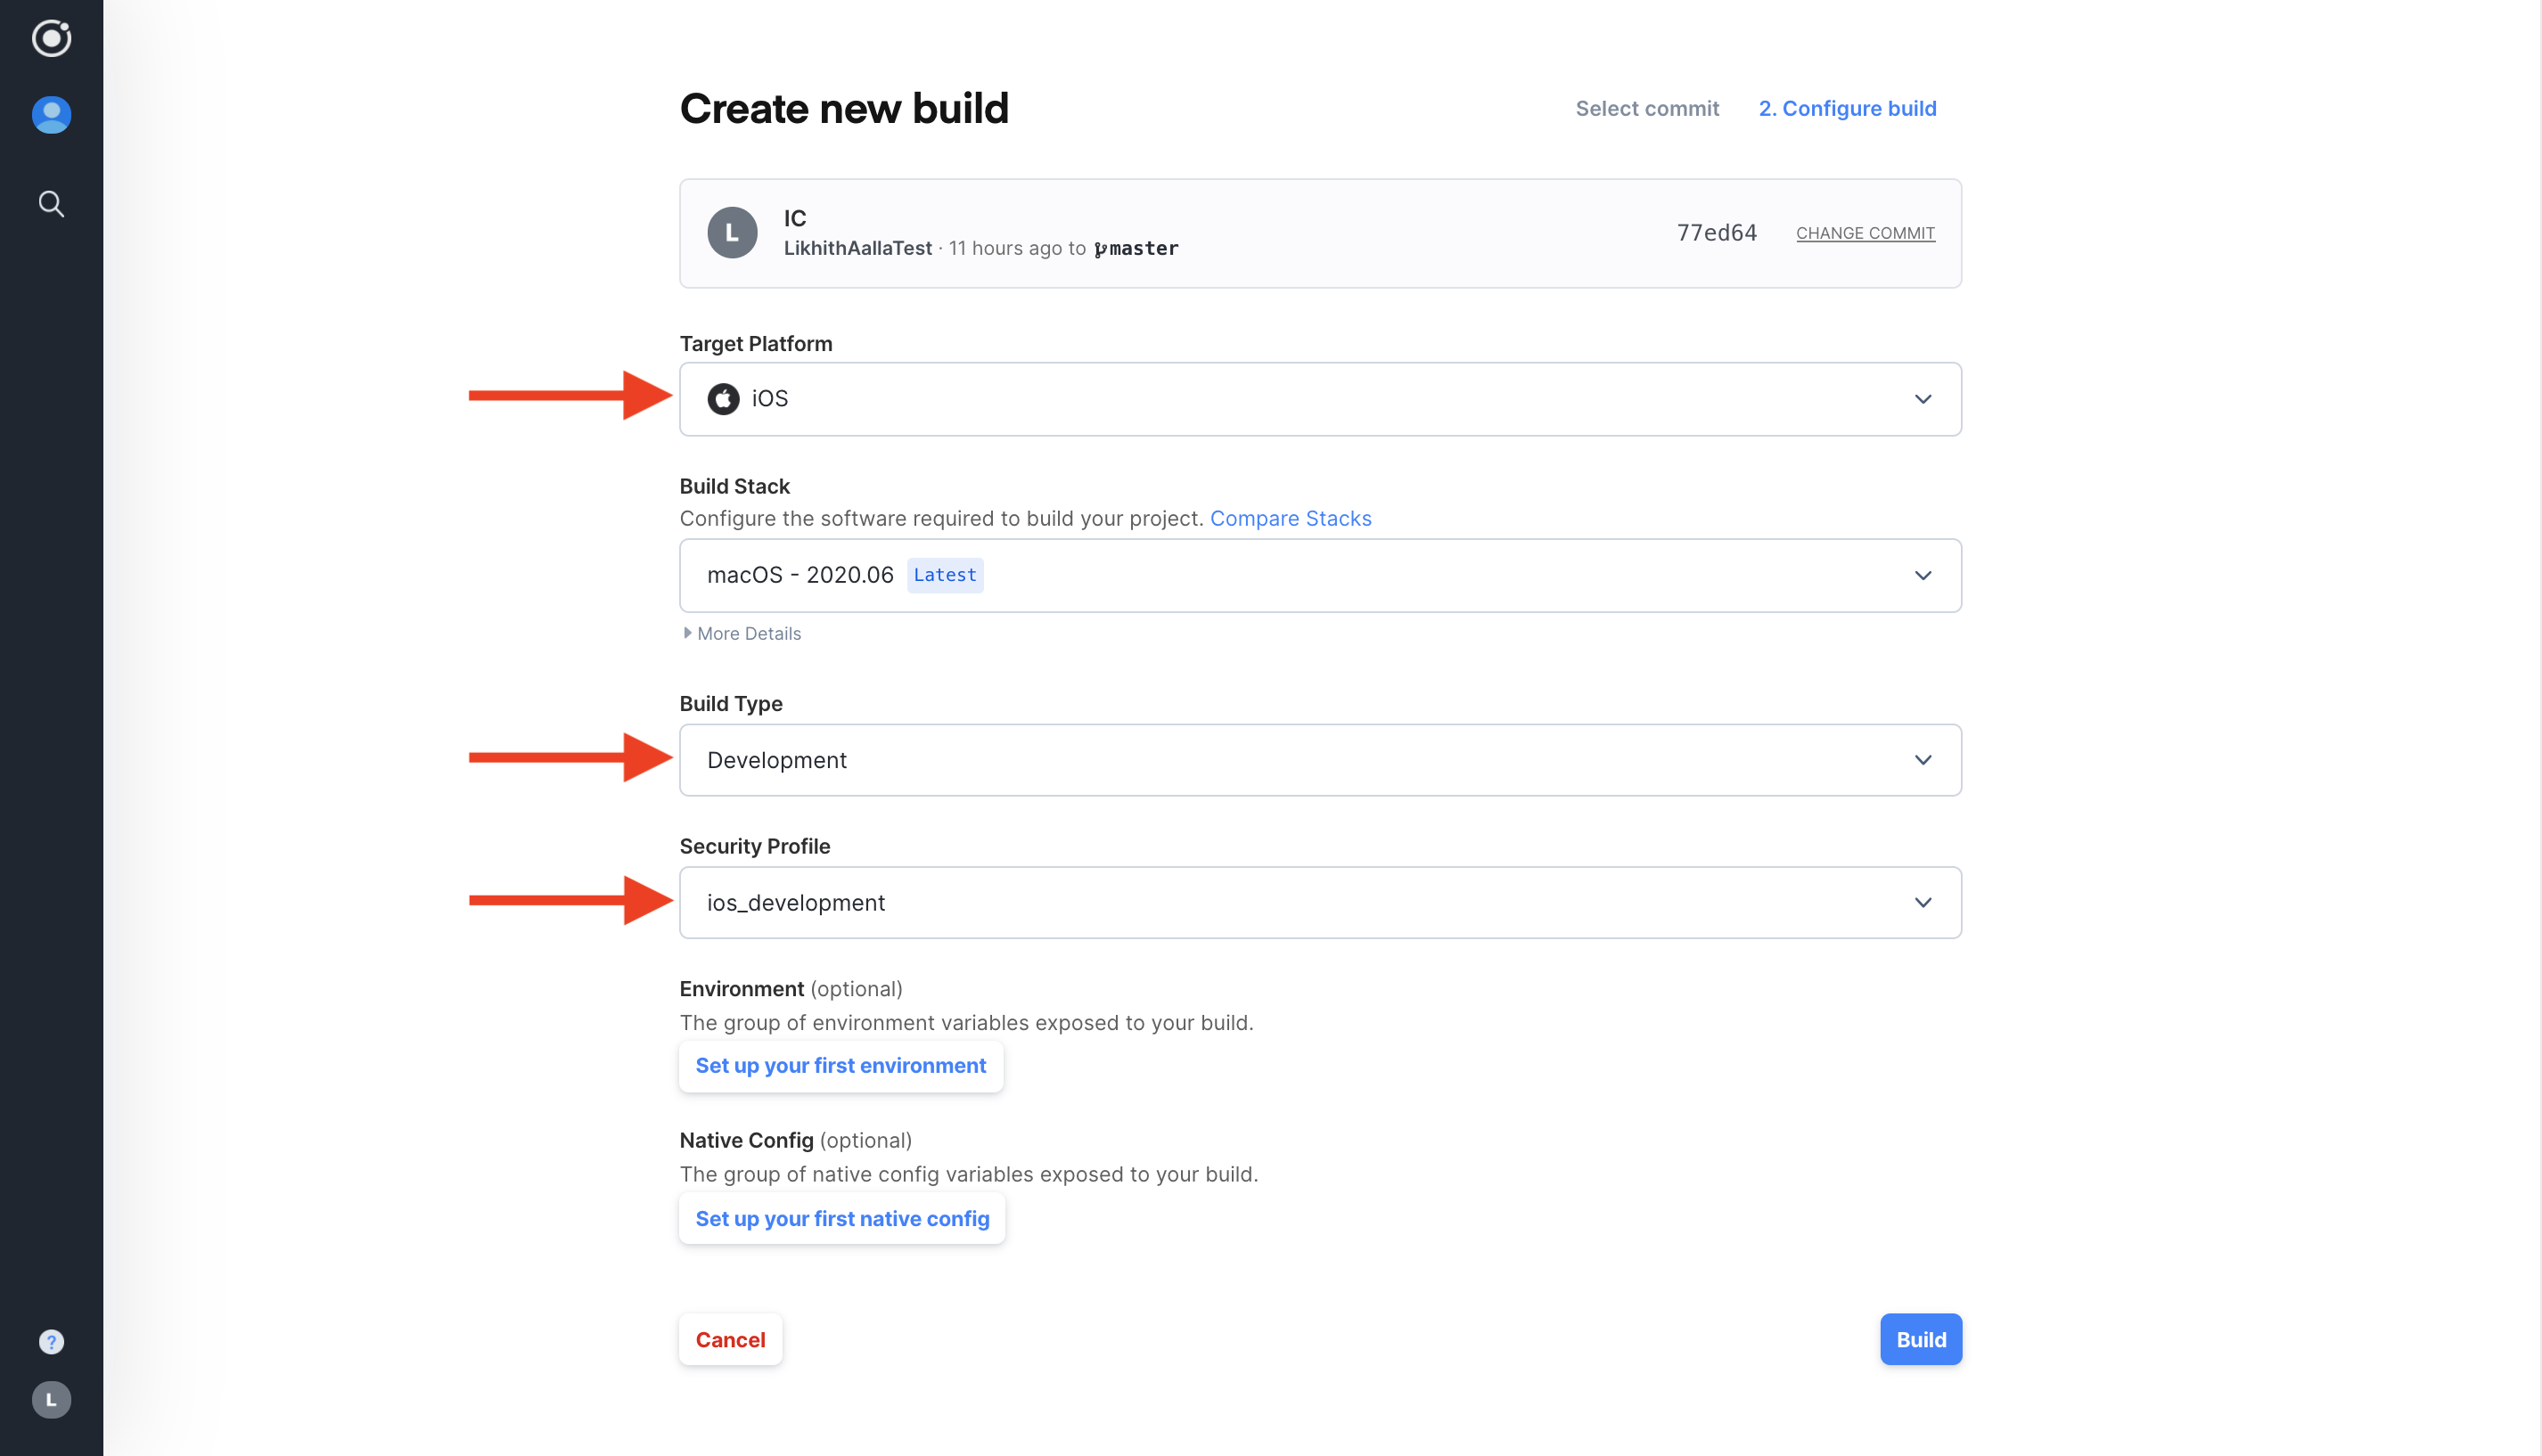 Create new build
Select commit 2. Configure build
L
IC
LikhithAallaTest · 11 hours ago to master
77ed64 CHANGE COMMIT
Target Platform
iOS
Build Stack
Configure the software required to build your project. Compare Stacks
macOS - 2020.06 Latest
More Details
Build Type
Development
Security Profile
ios_development
Environment (optional)
The group of environment variables exposed to your build.
Set up your first environment
Native Config (optional)
The group of native config variables exposed to your build.
Set up your first native config
Cancel Build
?
L